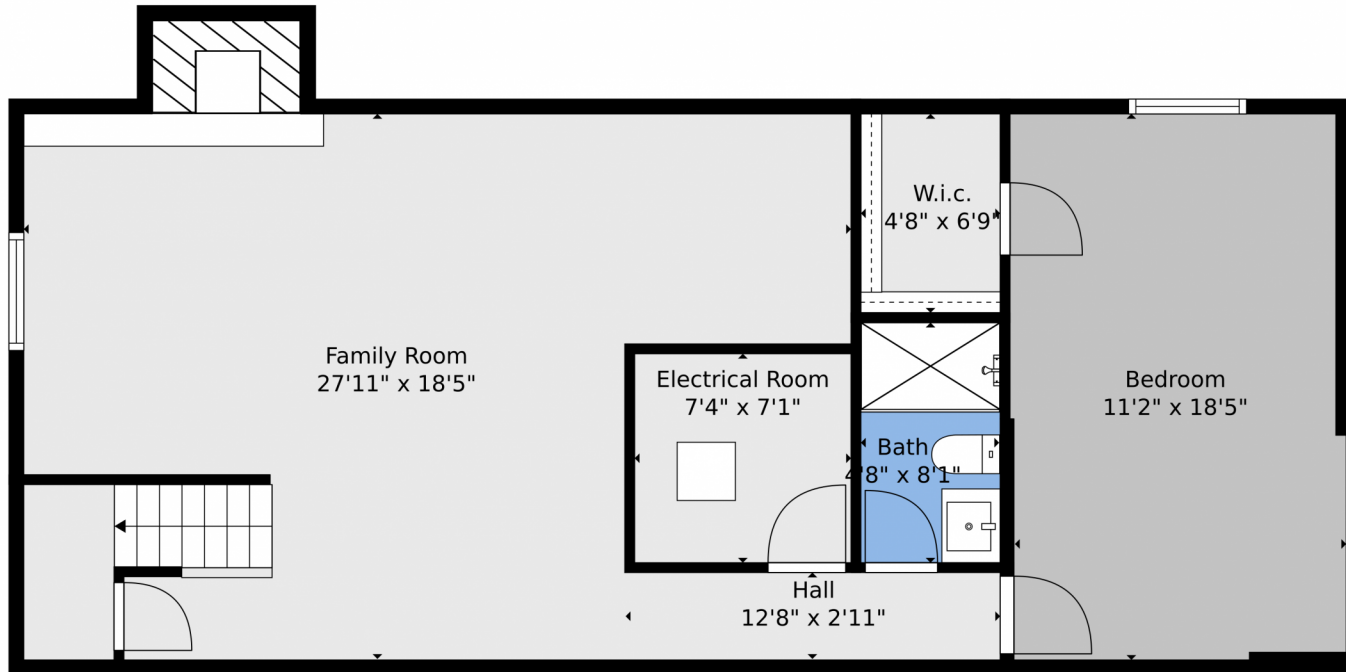 W.i.c.
4'8" x 6'9"
Family Room
27'11" x 18'5"
Electrical Room
7'4" x 7'1"
Bedroom
11'2" x 18'5"
Bath
4'8" x 8'1"
Hall
12'8" x 2'11"